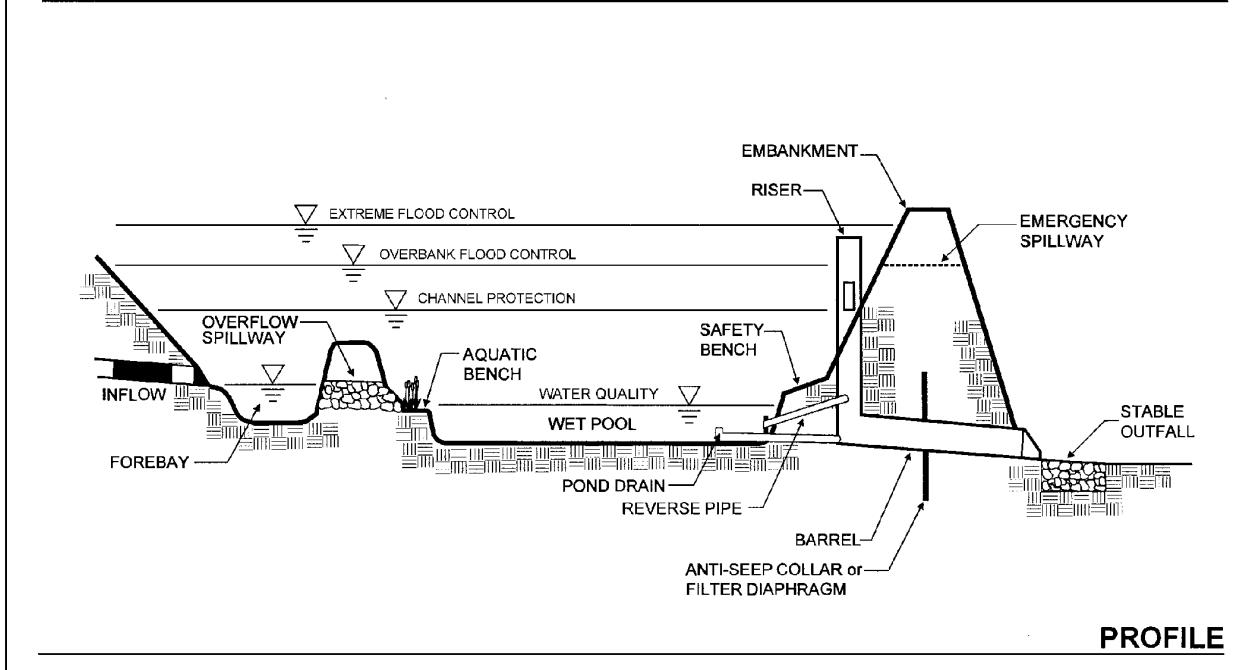 EMBANKMENT
RISER
EXTREME FLOOD CONTROL
EMERGENCY
SPILLWAY
OVERBANK FLOOD CONTROL
CHANNEL PROTECTION
OVERFLOW
SPILLWAY
SAFETY
BENCH
AQUATIC
BENCH
INFLOW
WATER QUALITY
WET POOL
STABLE
OUTFALL
FOREBAY
POND DRAIN
REVERSE PIPE
BARREL
ANTI-SEEP COLLAR or
FILTER DIAPHRAGM
PROFILE